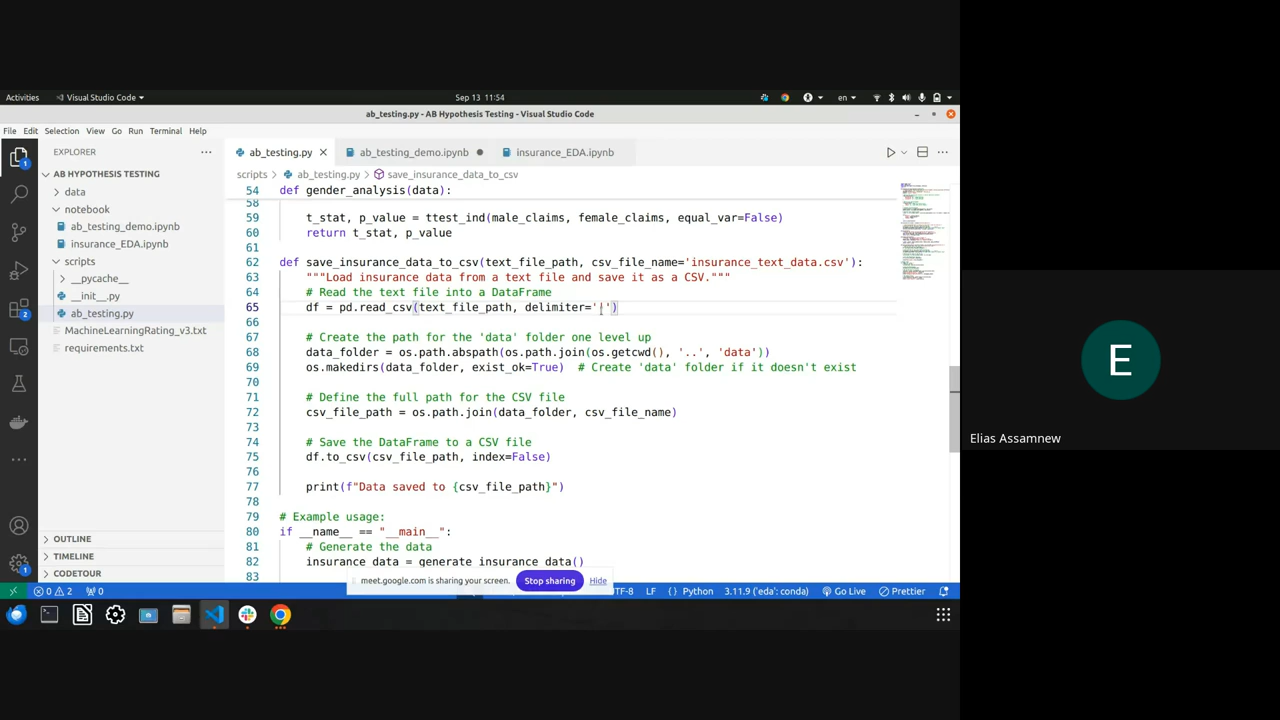 Activities
Visual Studio Code
Sep 13 11:54
en
ab_testing.py - AB Hypothesis Testing - Visual Studio Code
File Edit Selection View Go Run Terminal Help
EXPLORER
ab_testing.py
ab_testing_demo.ipynb
insurance_EDA.ipynb
AB HYPOTHESIS TESTING
data
notebook
ab_testing_demo.ipynb
insurance_EDA.ipynb
scripts
__pycache__
__init__.py
ab_testing.py
MachineLearningRating_v3.txt
requirements.txt
OUTLINE
TIMELINE
CODETOUR
scripts > ab_testing.py > save_insurance_data_to_csv
54 def gender_analysis(data):
59 t_stat, p_value = ttest_ind(male_claims, female_claims, equal_var=False)
60 return t_stat, p_value
61
62 def save_insurance_data_to_csv(text_file_path, csv_file_name='insurance_text_data.csv'):
63 """Load insurance data from a text file and save it as a CSV."""
64 # Read the text file into a DataFrame
65 df = pd.read_csv(text_file_path, delimiter='|')
66
67 # Create the path for the 'data' folder one level up
68 data_folder = os.path.abspath(os.path.join(os.getcwd(), '..', 'data'))
69 os.makedirs(data_folder, exist_ok=True) # Create 'data' folder if it doesn't exist
70
71 # Define the full path for the CSV file
72 csv_file_path = os.path.join(data_folder, csv_file_name)
73
74 # Save the DataFrame to a CSV file
75 df.to_csv(csv_file_path, index=False)
76
77 print(f"Data saved to {csv_file_path}")
78
79 # Example usage:
80 if __name__ == "__main__":
81 # Generate the data
82 insurance_data = generate_insurance_data()
83
meet.google.com is sharing your screen. Stop sharing Hide
0 2 0
UTF-8 LF { } Python 3.11.9 ('eda': conda) Go Live Prettier
E
Elias Assamnew